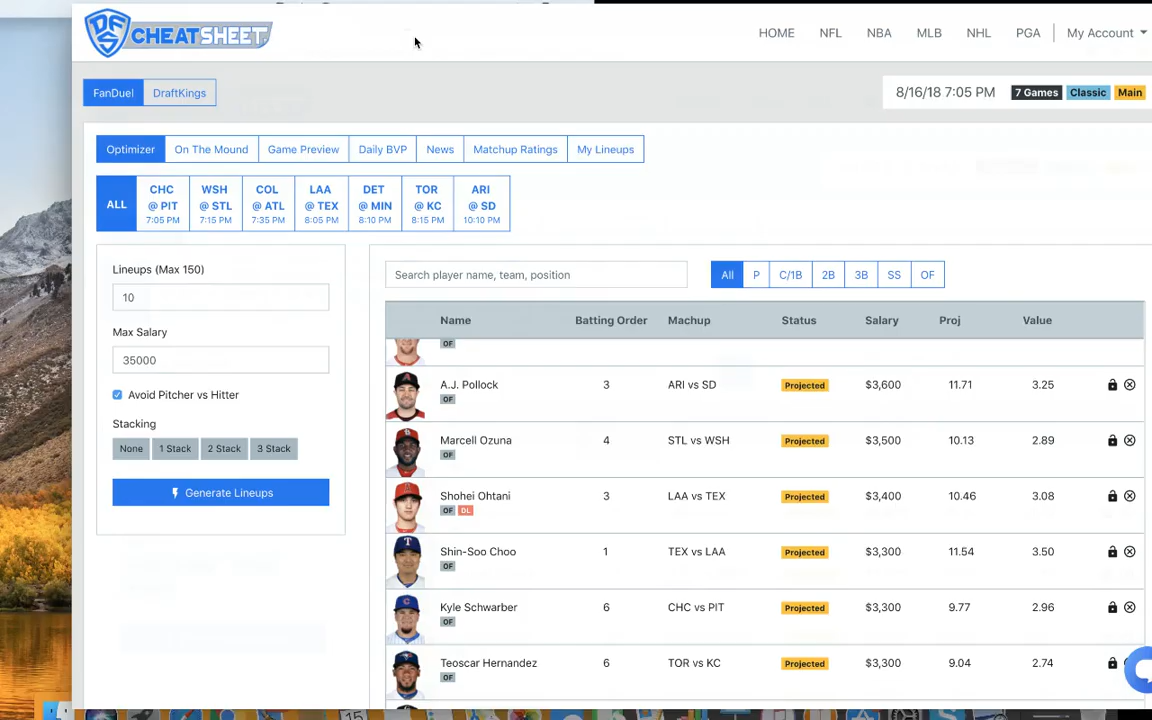 DFS CHEATSHEET
HOME NFL NBA MLB NHL PGA My Account
FanDuel DraftKings
8/16/18 7:05 PM 7 Games Classic Main
Optimizer On The Mound Game Preview Daily BVP News Matchup Ratings My Lineups
ALL
CHC @ PIT 7:05 PM
WSH @ STL 7:15 PM
COL @ ATL 7:35 PM
LAA @ TEX 8:05 PM
DET @ MIN 8:10 PM
TOR @ KC 8:15 PM
ARI @ SD 10:10 PM
Lineups (Max 150)
10
Max Salary
35000
Avoid Pitcher vs Hitter
Stacking
None 1 Stack 2 Stack 3 Stack
Generate Lineups
Search player name, team, position
All P C/1B 2B 3B SS OF
Name Batting Order Machup Status Salary Proj Value
OF
A.J. Pollock 3 ARI vs SD Projected $3,600 11.71 3.25
OF
Marcell Ozuna 4 STL vs WSH Projected $3,500 10.13 2.89
OF
Shohei Ohtani 3 LAA vs TEX Projected $3,400 10.46 3.08
OF DL
Shin-Soo Choo 1 TEX vs LAA Projected $3,300 11.54 3.50
OF
Kyle Schwarber 6 CHC vs PIT Projected $3,300 9.77 2.96
OF
Teoscar Hernandez 6 TOR vs KC Projected $3,300 9.04 2.74
OF
15